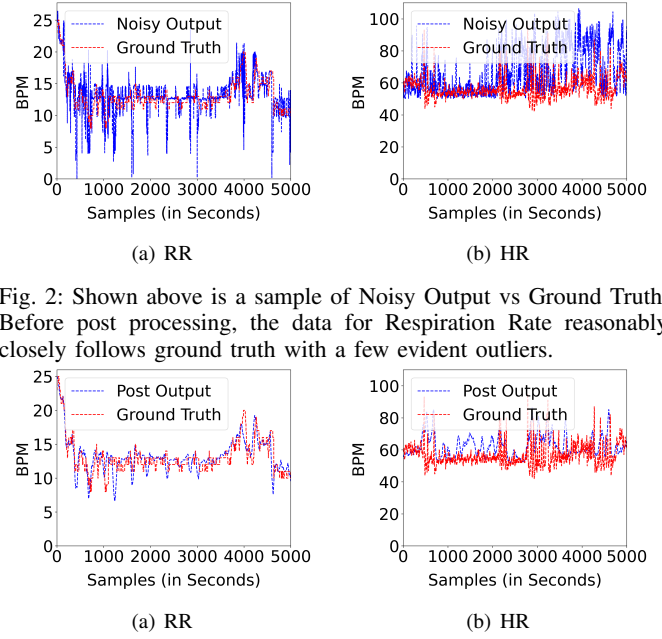 25
20
15
10
5
0
BPM
Noisy Output
Ground Truth
0 1000 2000 3000 4000 5000
Samples (in Seconds)
(a) RR
100
80
60
40
20
0
BPM
Noisy Output
Ground Truth
0 1000 2000 3000 4000 5000
Samples (in Seconds)
(b) HR
Fig. 2: Shown above is a sample of Noisy Output vs Ground Truth
Before post processing, the data for Respiration Rate reasonably
closely follows ground truth with a few evident outliers.
25
20
15
10
5
0
BPM
Post Output
Ground Truth
0 1000 2000 3000 4000 5000
Samples (in Seconds)
(a) RR
100
80
60
40
20
0
BPM
Post Output
Ground Truth
0 1000 2000 3000 4000 5000
Samples (in Seconds)
(b) HR